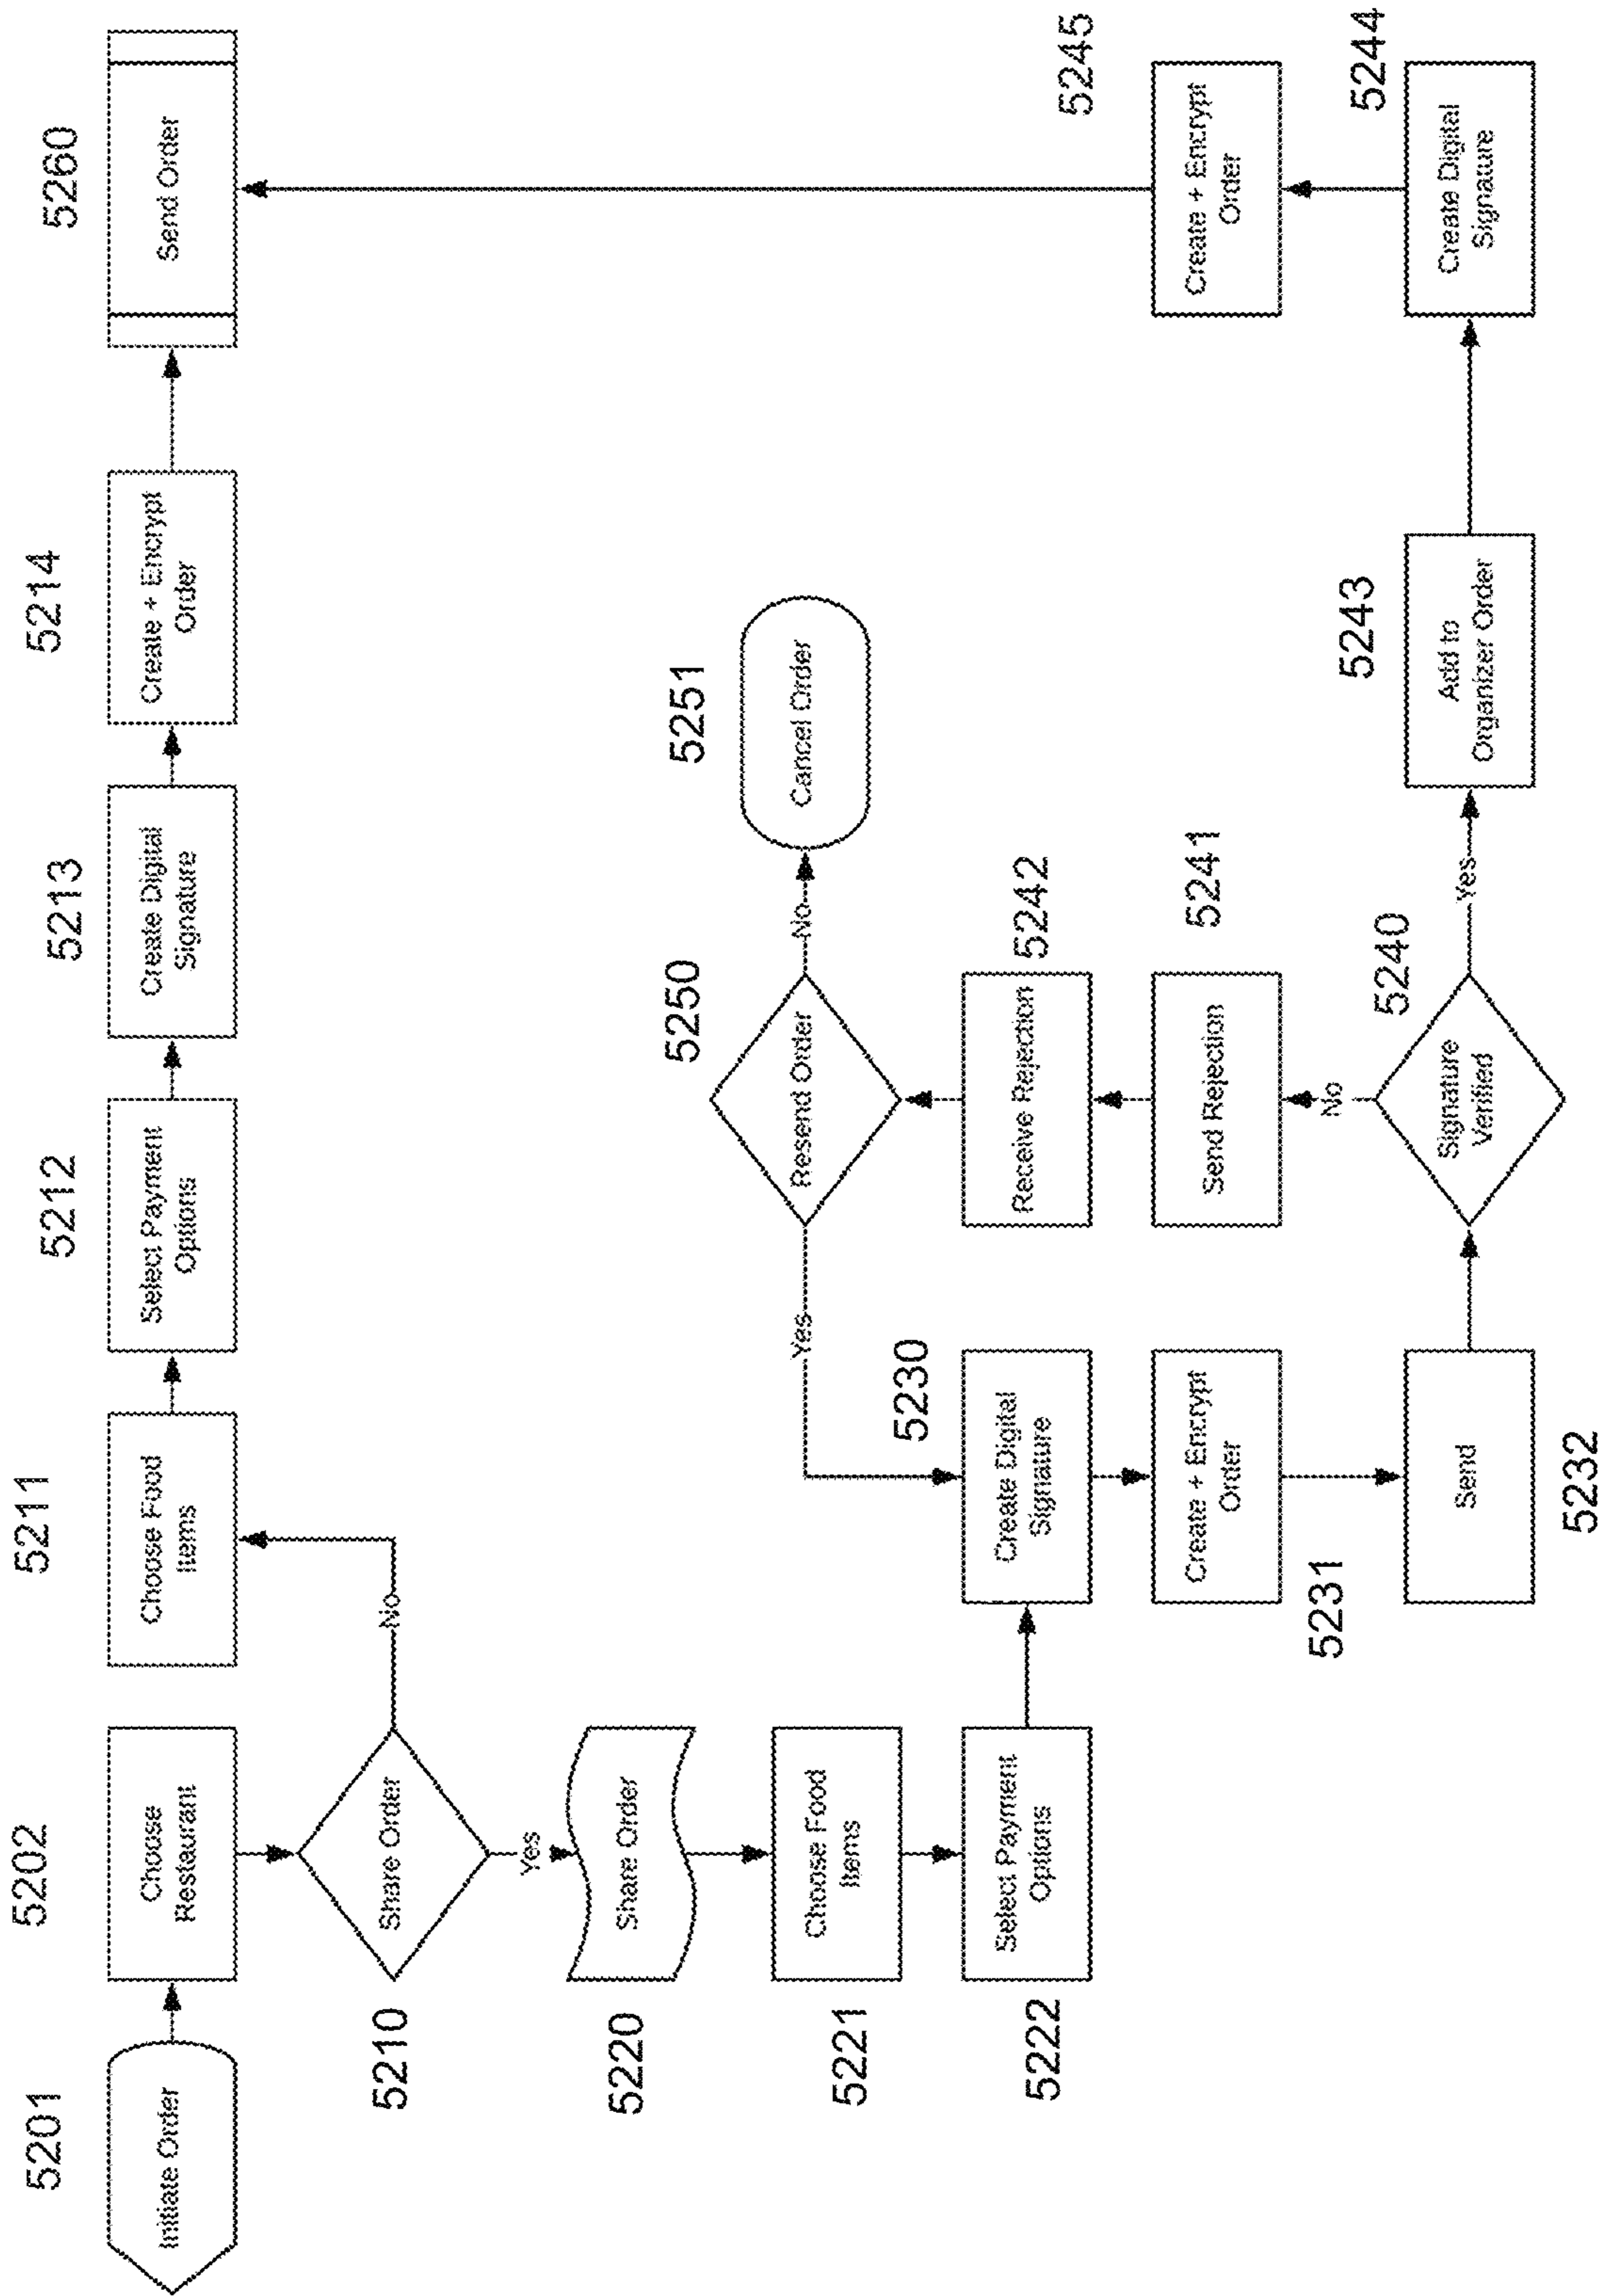 5201
Initiate Order
5202
Choose
Restaurant
5211
Choose Food
Items
5212
Select Payment
Options
5213
Create Digital
Signature
5214
Create + Encrypt
Order
5260
Send Order
5210
Share Order
No
Yes
5220
Share Order
5221
Choose Food
Items
5222
Select Payment
Options
5230
Create Digital
Signature
5231
Create + Encrypt
Order
5232
Send
5240
Signature
Verified
No
Yes
5241
Send Rejection
5242
Receive Rejection
5250
Resend Order
Yes
No
5251
Cancel Order
5243
Add to
Organizer Order
5244
Create Digital
Signature
5245
Create + Encrypt
Order